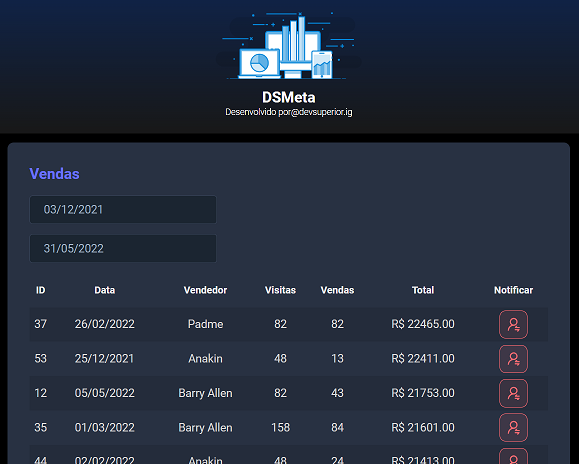 DSMeta
Desenvolvido por@devsuperior.ig
Vendas
03/12/2021
31/05/2022
ID Data Vendedor Visitas Vendas Total Notificar
37 26/02/2022 Padme 82 82 R$ 22465.00
53 25/12/2021 Anakin 48 13 R$ 22411.00
12 05/05/2022 Barry Allen 82 43 R$ 21753.00
35 01/03/2022 Barry Allen 158 84 R$ 21601.00
44 02/02/2022 Anakin 48 24 R$ 21413.00